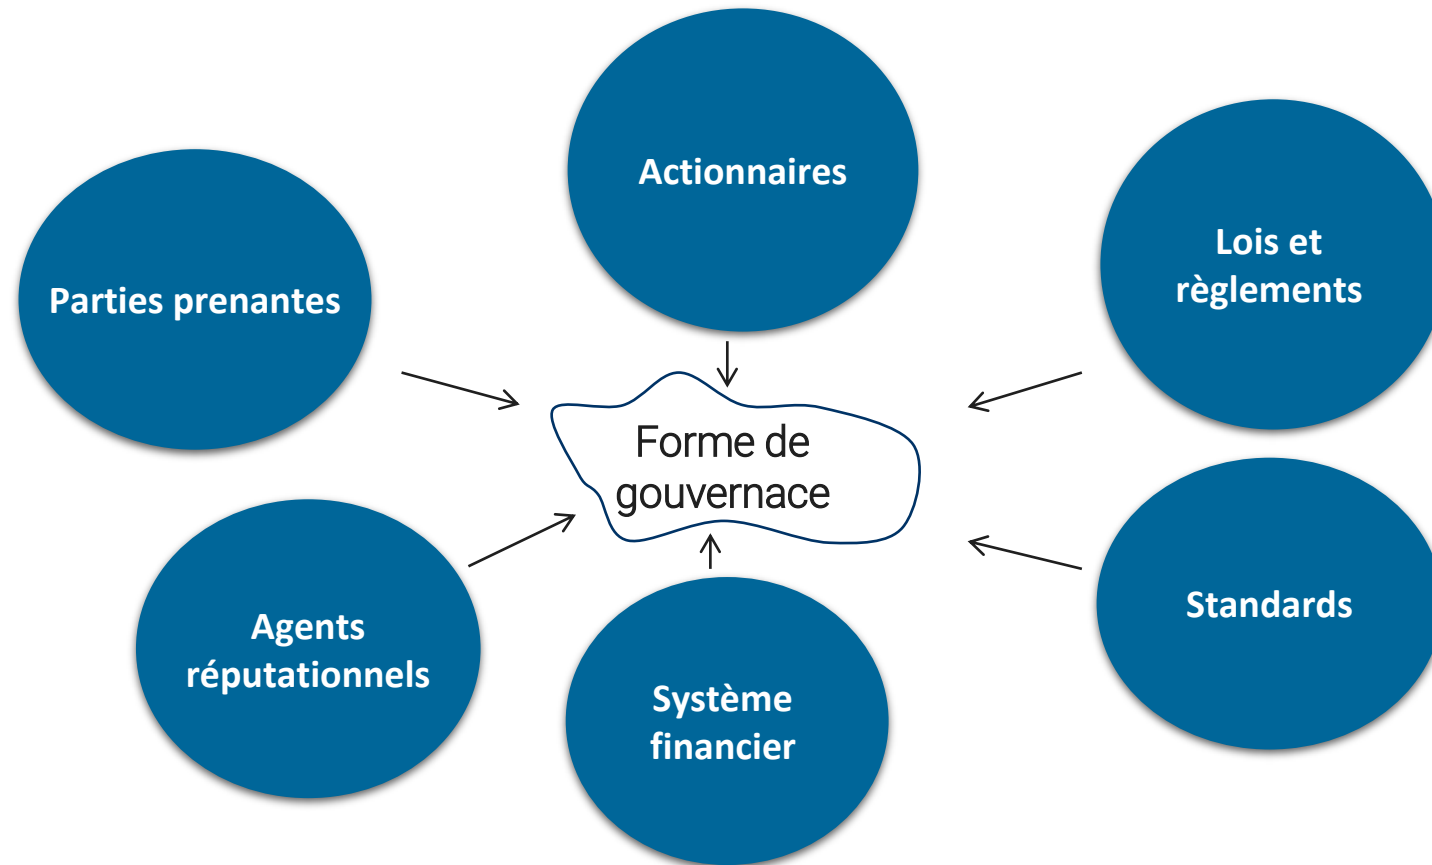 Actionnaires
Parties prenantes
Lois et
règlements
Forme de
gouvernace
Agents
réputationnels
Système
financier
Standards